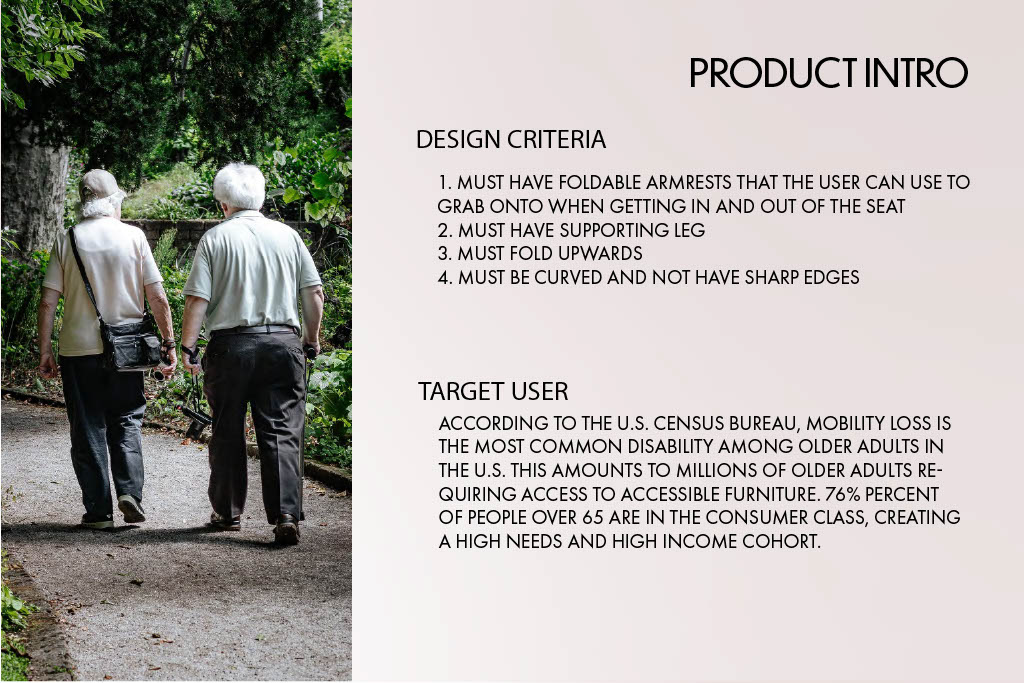 PRODUCT INTRO
DESIGN CRITERIA
1. MUST HAVE FOLDABLE ARMRESTS THAT THE USER CAN USE TO
GRAB ONTO WHEN GETTING IN AND OUT OF THE SEAT
2. MUST HAVE SUPPORTING LEG
3. MUST FOLD UPWARDS
4. MUST BE CURVED AND NOT HAVE SHARP EDGES
TARGET USER
ACCORDING TO THE U.S. CENSUS BUREAU, MOBILITY LOSS IS
THE MOST COMMON DISABILITY AMONG OLDER ADULTS IN
THE U.S. THIS AMOUNTS TO MILLIONS OF OLDER ADULTS RE-
QUIRING ACCESS TO ACCESSIBLE FURNITURE. 76% PERCENT
OF PEOPLE OVER 65 ARE IN THE CONSUMER CLASS, CREATING
A HIGH NEEDS AND HIGH INCOME COHORT.